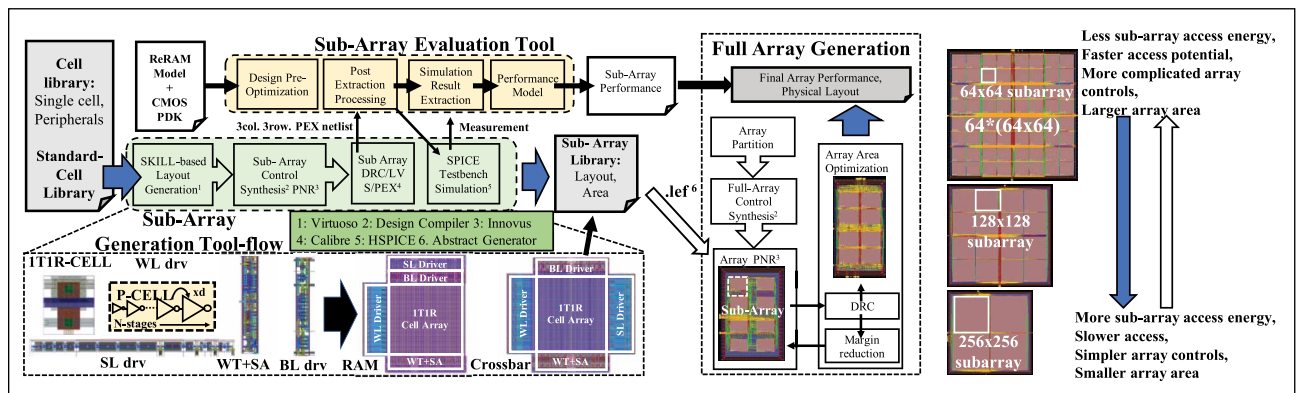 Cell
library:
Single cell,
Peripherals
Standard-
Cell
Library
ReRAM
Model
+
CMOS
PDK
Sub-Array Evaluation Tool
Design Pre-
Optimization
Post
Extraction
Processing
Simulation
Result
Extraction
Performance
Model
Sub-Array
Performance
3col. 3row. PEX netlist
Measurement
SKILL-based
Layout
Generation1
Sub- Array
Control
Synthesis2 PNR3
Sub Array
DRC/LV
S/PEX4
SPICE
Testbench
Simulation5
Sub-Array
Generation Tool-flow
1: Virtuoso 2: Design Compiler 3: Innovus
4: Calibre 5: HSPICE 6. Abstract Generator
Sub- Array
Library:
Layout,
Area
.lef 6
1T1R-CELL
WL drv
P-CELL
xd
N-stages
SL drv
WT+SA
BL drv
RAM
SL Driver
BL Driver
WL Driver
1T1R
Cell Array
WT+SA
Crossbar
BL Driver
WL Driver
1T1R
Cell Array
SL Driver
WT+SA
Full Array Generation
Final Array Performance,
Physical Layout
Array
Partition
Full-Array
Control
Synthesis2
Array PNR3
Sub-Array
Array Area
Optimization
DRC
Margin
reduction
64x64 subarray
64*(64x64)
128x128
subarray
256x256
subarray
Less sub-array access energy,
Faster access potential,
More complicated array
controls,
Larger array area
More sub-array access energy,
Slower access,
Simpler array controls,
Smaller array area